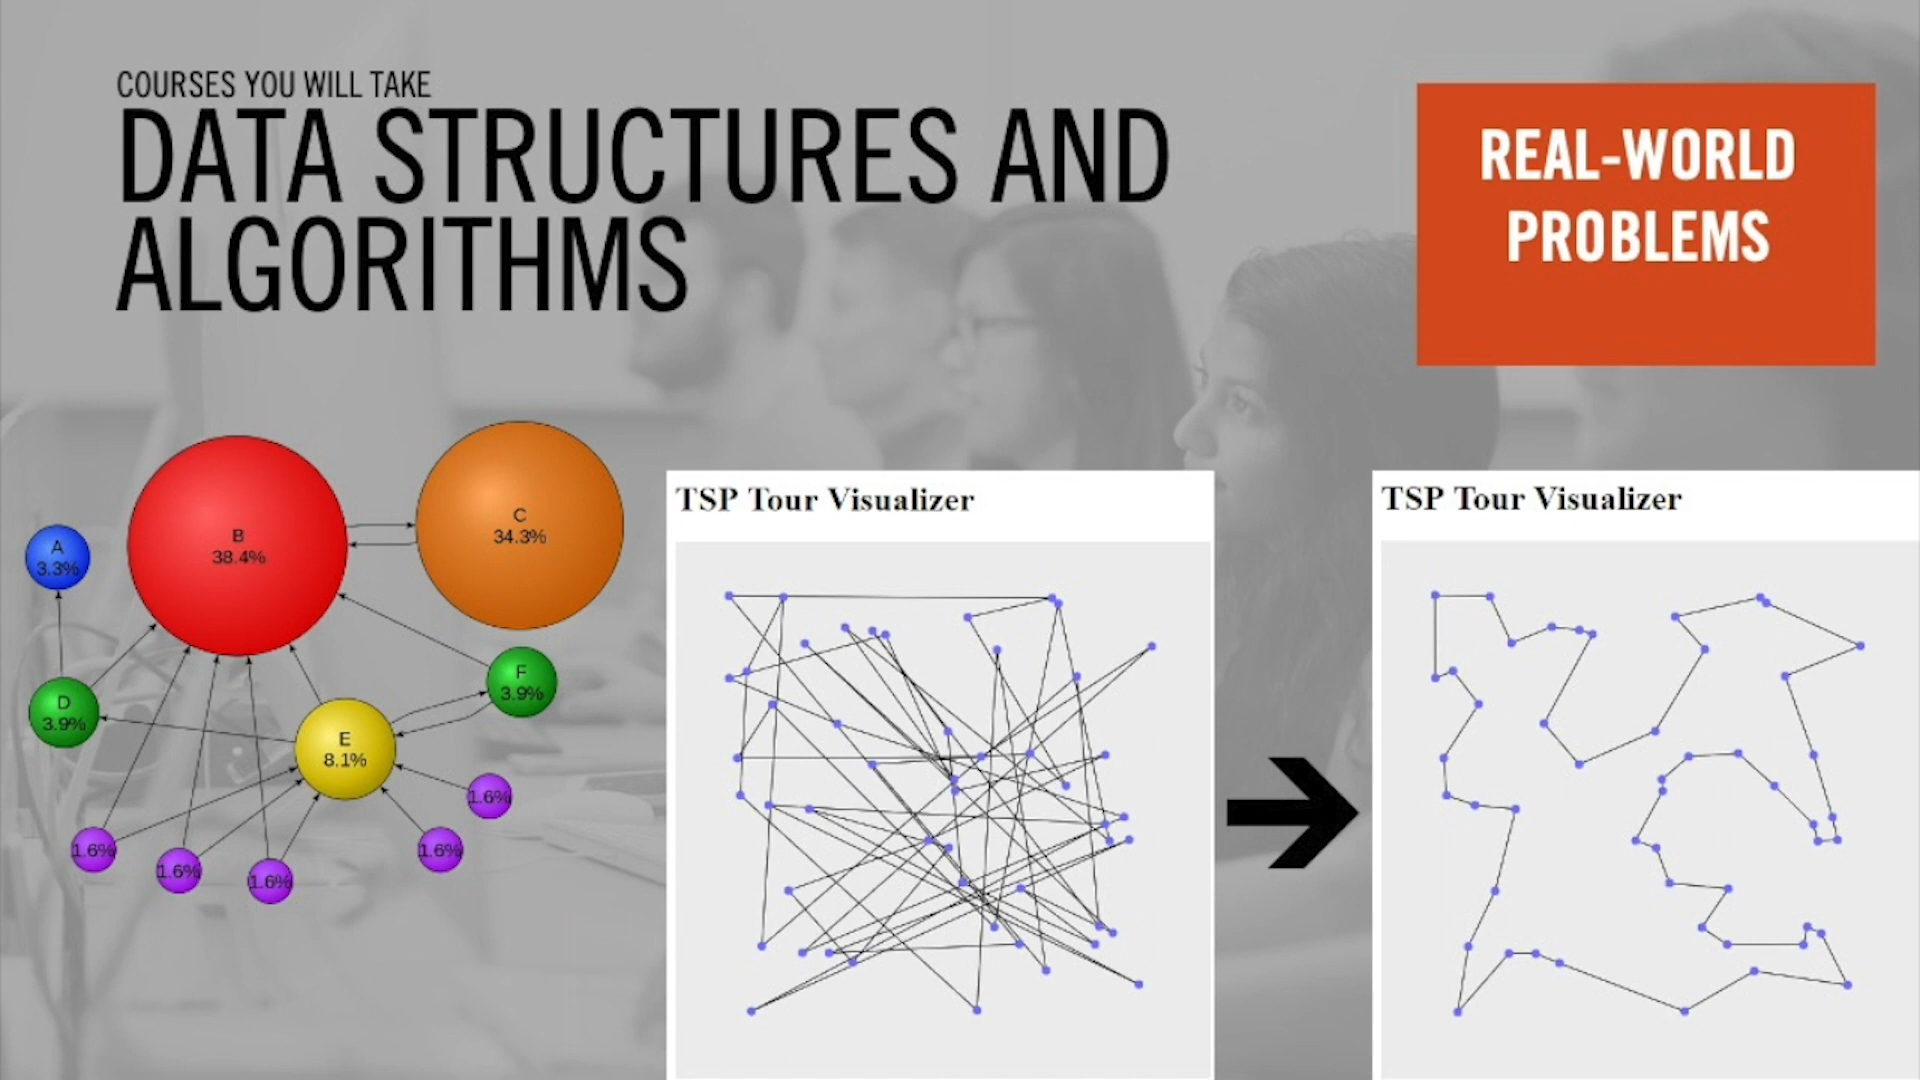 COURSES YOU WILL TAKE
DATA STRUCTURES AND
ALGORITHMS
REAL-WORLD
PROBLEMS
A
3.3%
B
38.4%
C
34.3%
D
3.9%
E
8.1%
F
3.9%
1.6%
1.6%
1.6%
1.6%
1.6%
TSP Tour Visualizer
TSP Tour Visualizer